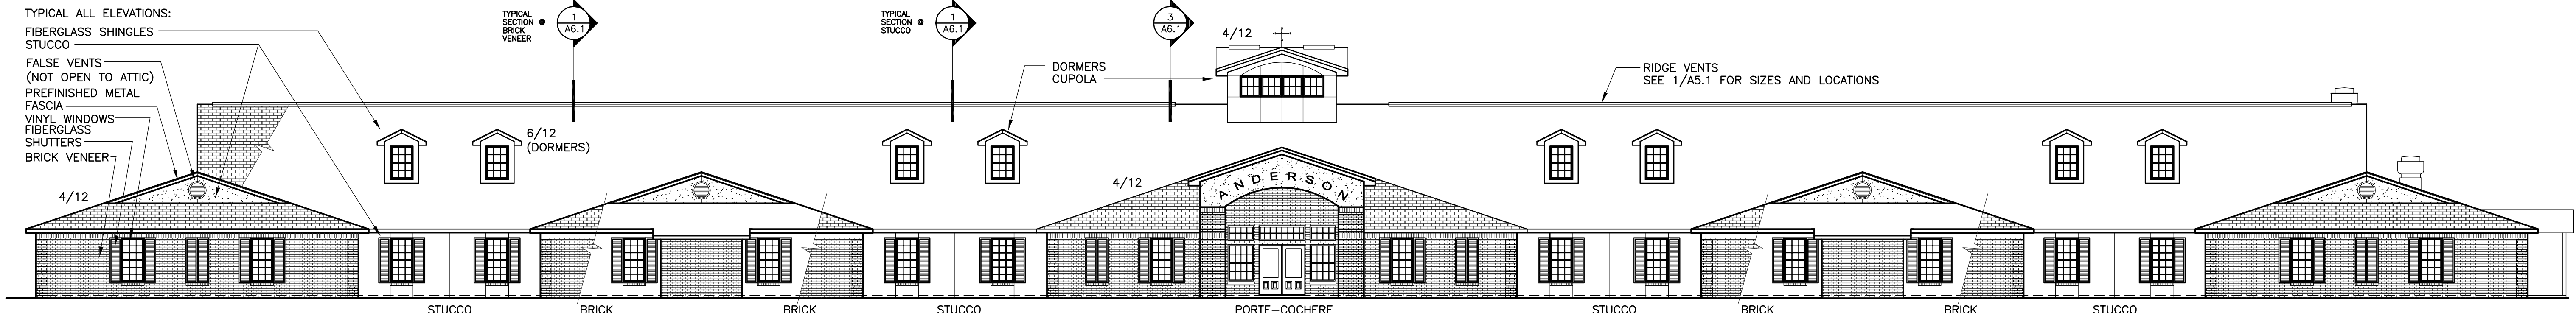 TYPICAL ALL ELEVATIONS:
FIBERGLASS SHINGLES
STUCCO
FALSE VENTS
(NOT OPEN TO ATTIC)
PREFINISHED METAL
FASCIA
VINYL WINDOWS
FIBERGLASS
SHUTTERS
BRICK VENEER
4/12
TYPICAL
SECTION @
BRICK
VENEER
1
A6.1
6/12
(DORMERS)
TYPICAL
SECTION @
STUCCO
1
A6.1
DORMERS
CUPOLA
3
A6.1
4/12
4/12
ANDERSON
RIDGE VENTS
SEE 1/A5.1 FOR SIZES AND LOCATIONS
STUCCO
BRICK
BRICK
STUCCO
PORTE-COCHERE
STUCCO
BRICK
BRICK
STUCCO